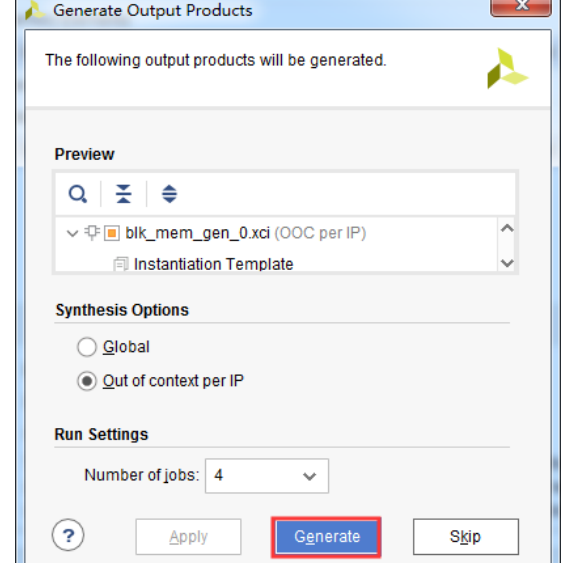 Generate Output Products
The following output products will be generated.
Preview
blk_mem_gen_0.xci (OOC per IP)
Instantiation Template
Synthesis Options
Global
Out of context per IP
Run Settings
Number of jobs: 4
? Apply Generate Skip